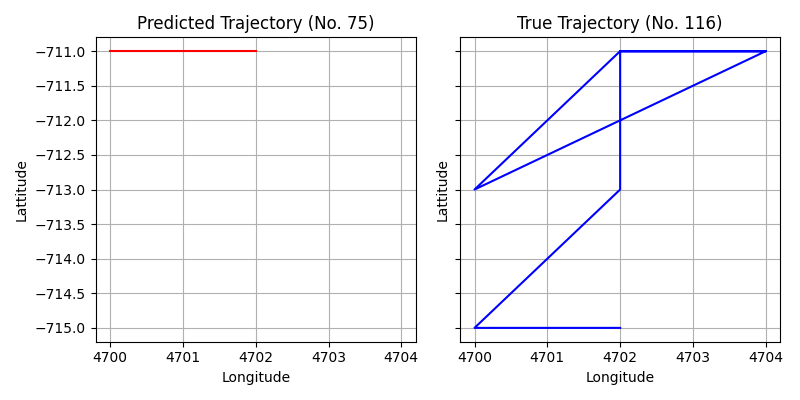 Predicted Trajectory (No. 75)
Lattitude
−711.0
−711.5
−712.0
−712.5
−713.0
−713.5
−714.0
−714.5
−715.0
4700 4701 4702 4703 4704
Longitude
True Trajectory (No. 116)
Lattitude
4700 4701 4702 4703 4704
Longitude